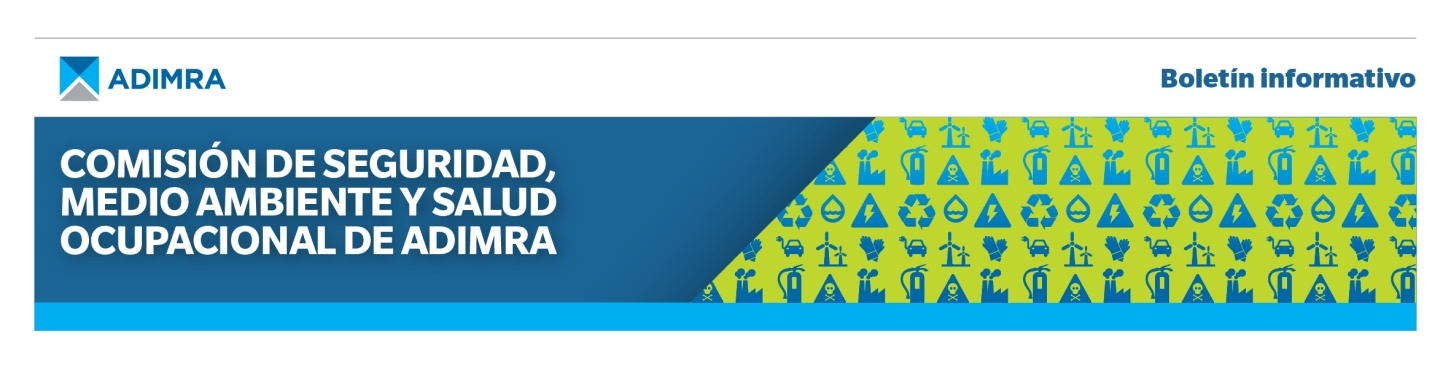 ADIMRA
Boletín informativo
COMISIÓN DE SEGURIDAD,
MEDIO AMBIENTE Y SALUD
OCUPACIONAL DE ADIMRA